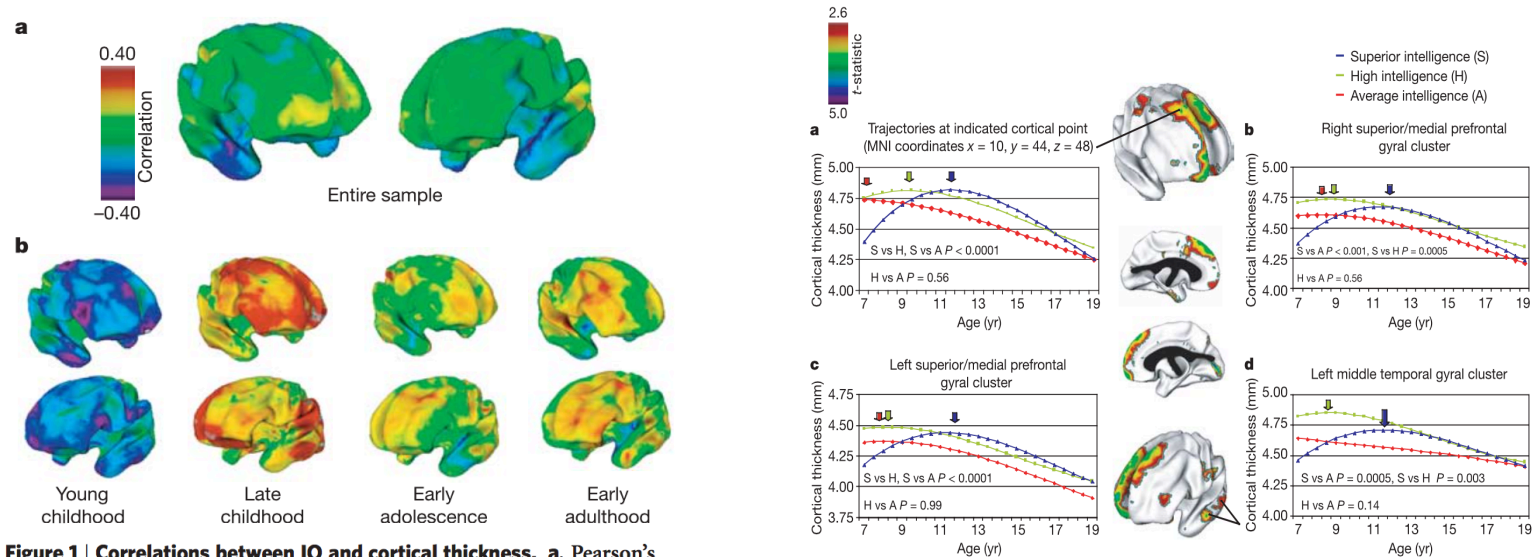 a
0.40
Correlation
–0.40
Entire sample
b
Young
childhood
Late
childhood
Early
adolescence
Early
adulthood
Figure 1 | Correlations between IQ and cortical thickness. a, Pearson's
2.6
t-statistic
5.0
Superior intelligence (S)
High intelligence (H)
Average intelligence (A)
a
Trajectories at indicated cortical point
(MNI coordinates x = 10, y = 44, z = 48)
Cortical thickness (mm)
5.00
4.75
4.50
4.25
4.00
S vs H, S vs A P < 0.0001
H vs A P = 0.56
7 9 11 13 15 17 19
Age (yr)
b
Right superior/medial prefrontal
gyral cluster
Cortical thickness (mm)
5.00
4.75
4.50
4.25
4.00
S vs A P < 0.001, S vs H P = 0.0005
H vs A P = 0.56
7 9 11 13 15 17 19
Age (yr)
c
Left superior/medial prefrontal
gyral cluster
Cortical thickness (mm)
4.75
4.50
4.25
4.00
3.75
S vs H, S vs A P < 0.0001
H vs A P = 0.99
7 9 11 13 15 17 19
Age (yr)
d
Left middle temporal gyral cluster
Cortical thickness (mm)
5.00
4.75
4.50
4.25
4.00
S vs A P = 0.0005, S vs H P = 0.003
H vs A P = 0.14
7 9 11 13 15 17 19
Age (yr)